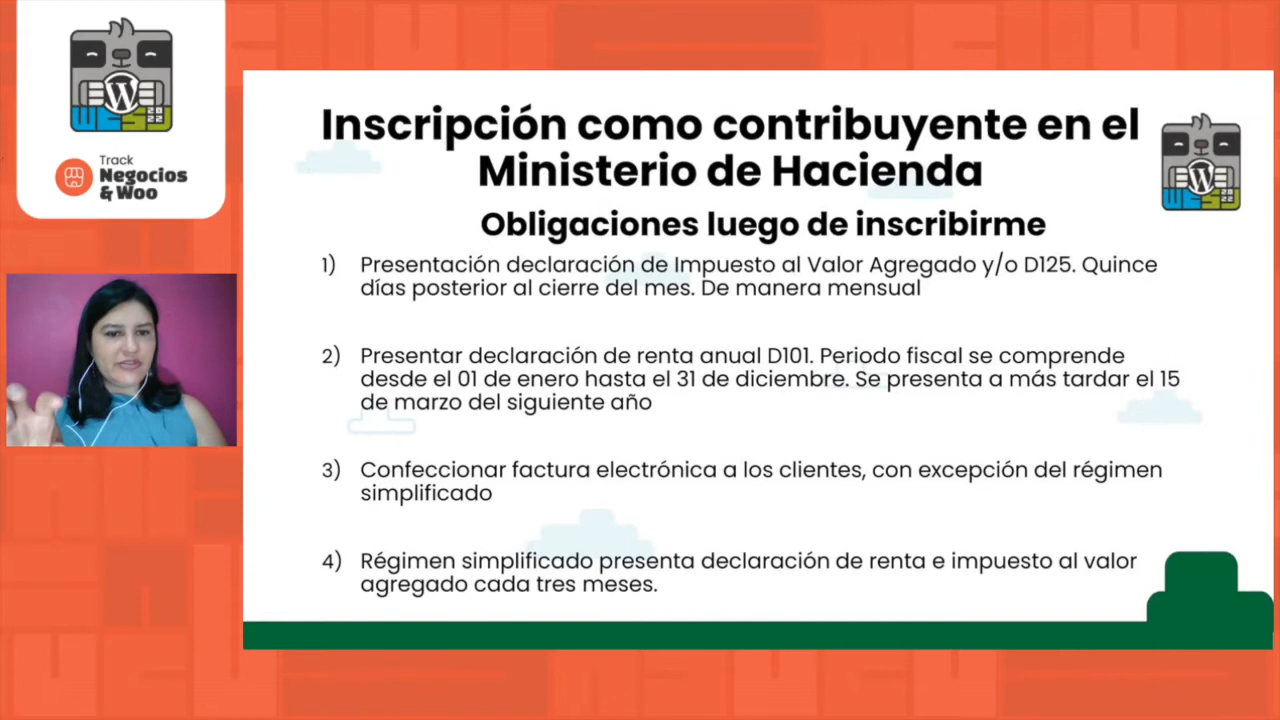 WCSJ
2022
Track
Negocios
& Woo
Inscripción como contribuyente en el
Ministerio de Hacienda
Obligaciones luego de inscribirme
1) Presentación declaración de Impuesto al Valor Agregado y/o D125. Quince
días posterior al cierre del mes. De manera mensual
2) Presentar declaración de renta anual D101. Periodo fiscal se comprende
desde el 01 de enero hasta el 31 de diciembre. Se presenta a más tardar el 15
de marzo del siguiente año
3) Confeccionar factura electrónica a los clientes, con excepción del régimen
simplificado
4) Régimen simplificado presenta declaración de renta e impuesto al valor
agregado cada tres meses.
WCSJ
2022